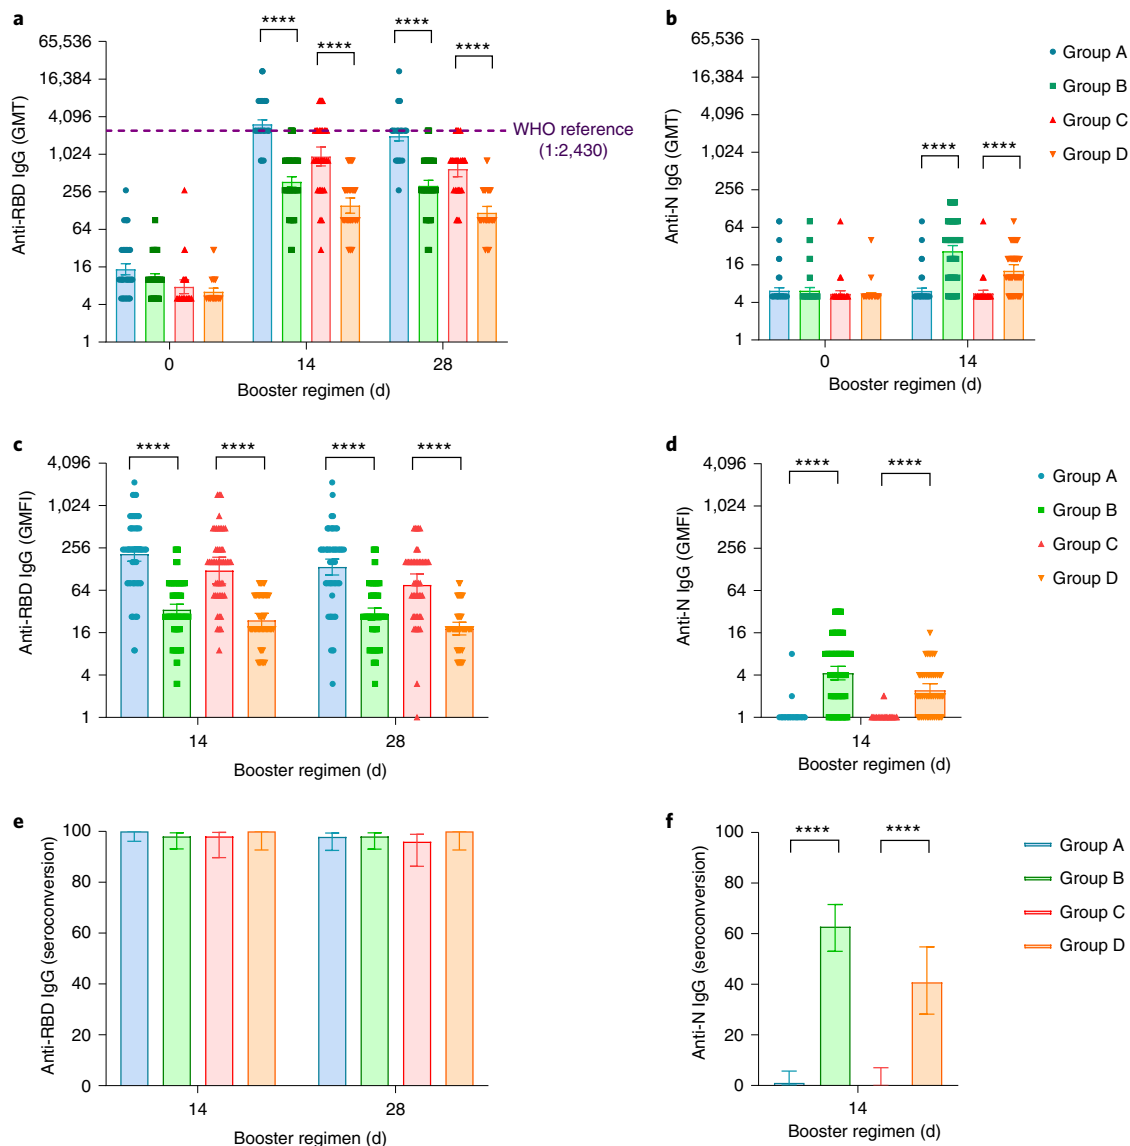 a
Anti-RBD IgG (GMT)
65,536
16,384
4,096
1,024
256
64
16
4
1
****
****
****
****
WHO reference
(1:2,430)
0
14
28
Booster regimen (d)
b
Anti-N IgG (GMT)
65,536
16,384
4,096
1,024
256
64
16
4
1
****
****
0
14
Booster regimen (d)
Group A
Group B
Group C
Group D
c
Anti-RBD IgG (GMFI)
4,096
1,024
256
64
16
4
1
****
****
****
****
14
28
Booster regimen (d)
d
Anti-N IgG (GMFI)
4,096
1,024
256
64
16
4
1
****
****
14
Booster regimen (d)
Group A
Group B
Group C
Group D
e
Anti-RBD IgG (seroconversion)
100
80
60
40
20
0
14
28
Booster regimen (d)
f
Anti-N IgG (seroconversion)
100
80
60
40
20
0
****
****
14
Booster regimen (d)
Group A
Group B
Group C
Group D